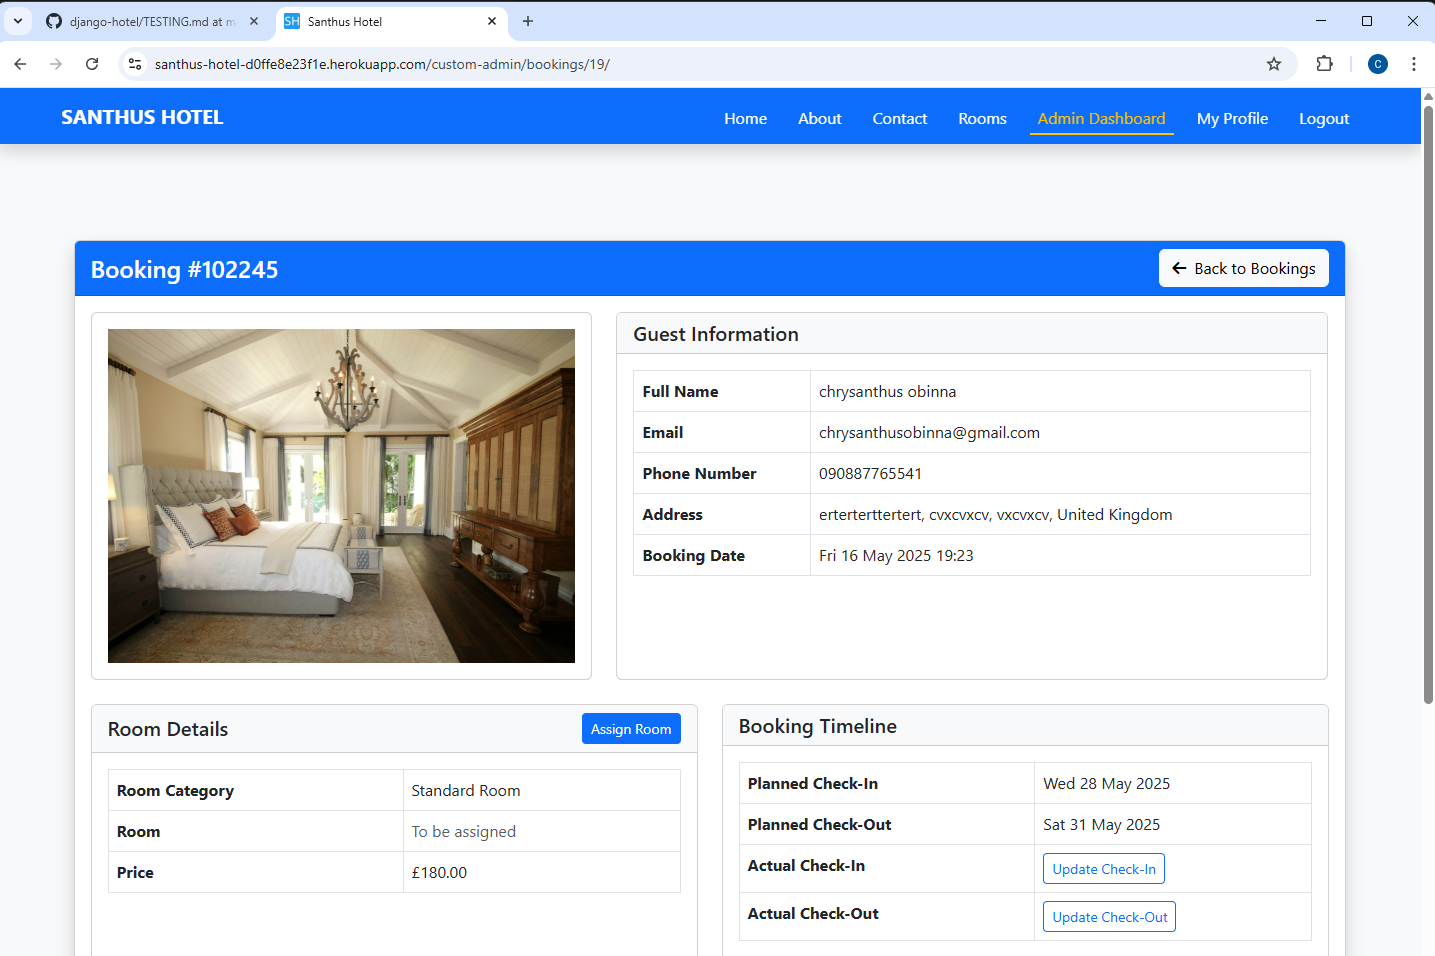 django-hotel/TESTING.md at m
SH Santhus Hotel
santhus-hotel-d0ffe8e23f1e.herokuapp.com/custom-admin/bookings/19/
C
SANTHUS HOTEL
Home About Contact Rooms Admin Dashboard My Profile Logout
Booking #102245
Back to Bookings
Guest Information
Full Name chrysanthus obinna
Email chrysanthusobinna@gmail.com
Phone Number 090887765541
Address erterterttertert, cvxcvxcv, vxcvxcv, United Kingdom
Booking Date Fri 16 May 2025 19:23
Room Details
Assign Room
Room Category Standard Room
Room To be assigned
Price £180.00
Booking Timeline
Planned Check-In Wed 28 May 2025
Planned Check-Out Sat 31 May 2025
Actual Check-In Update Check-In
Actual Check-Out Update Check-Out